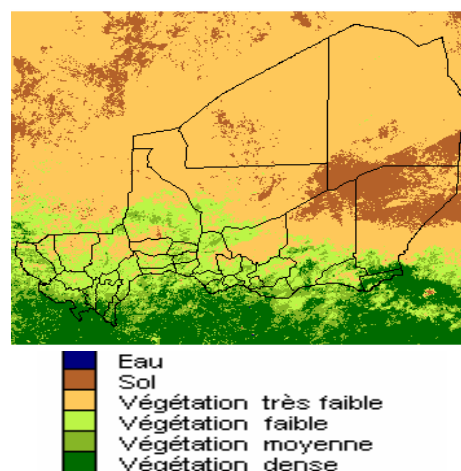 Eau
Sol
Végétation très faible
Végétation faible
Végétation moyenne
Végétation dense